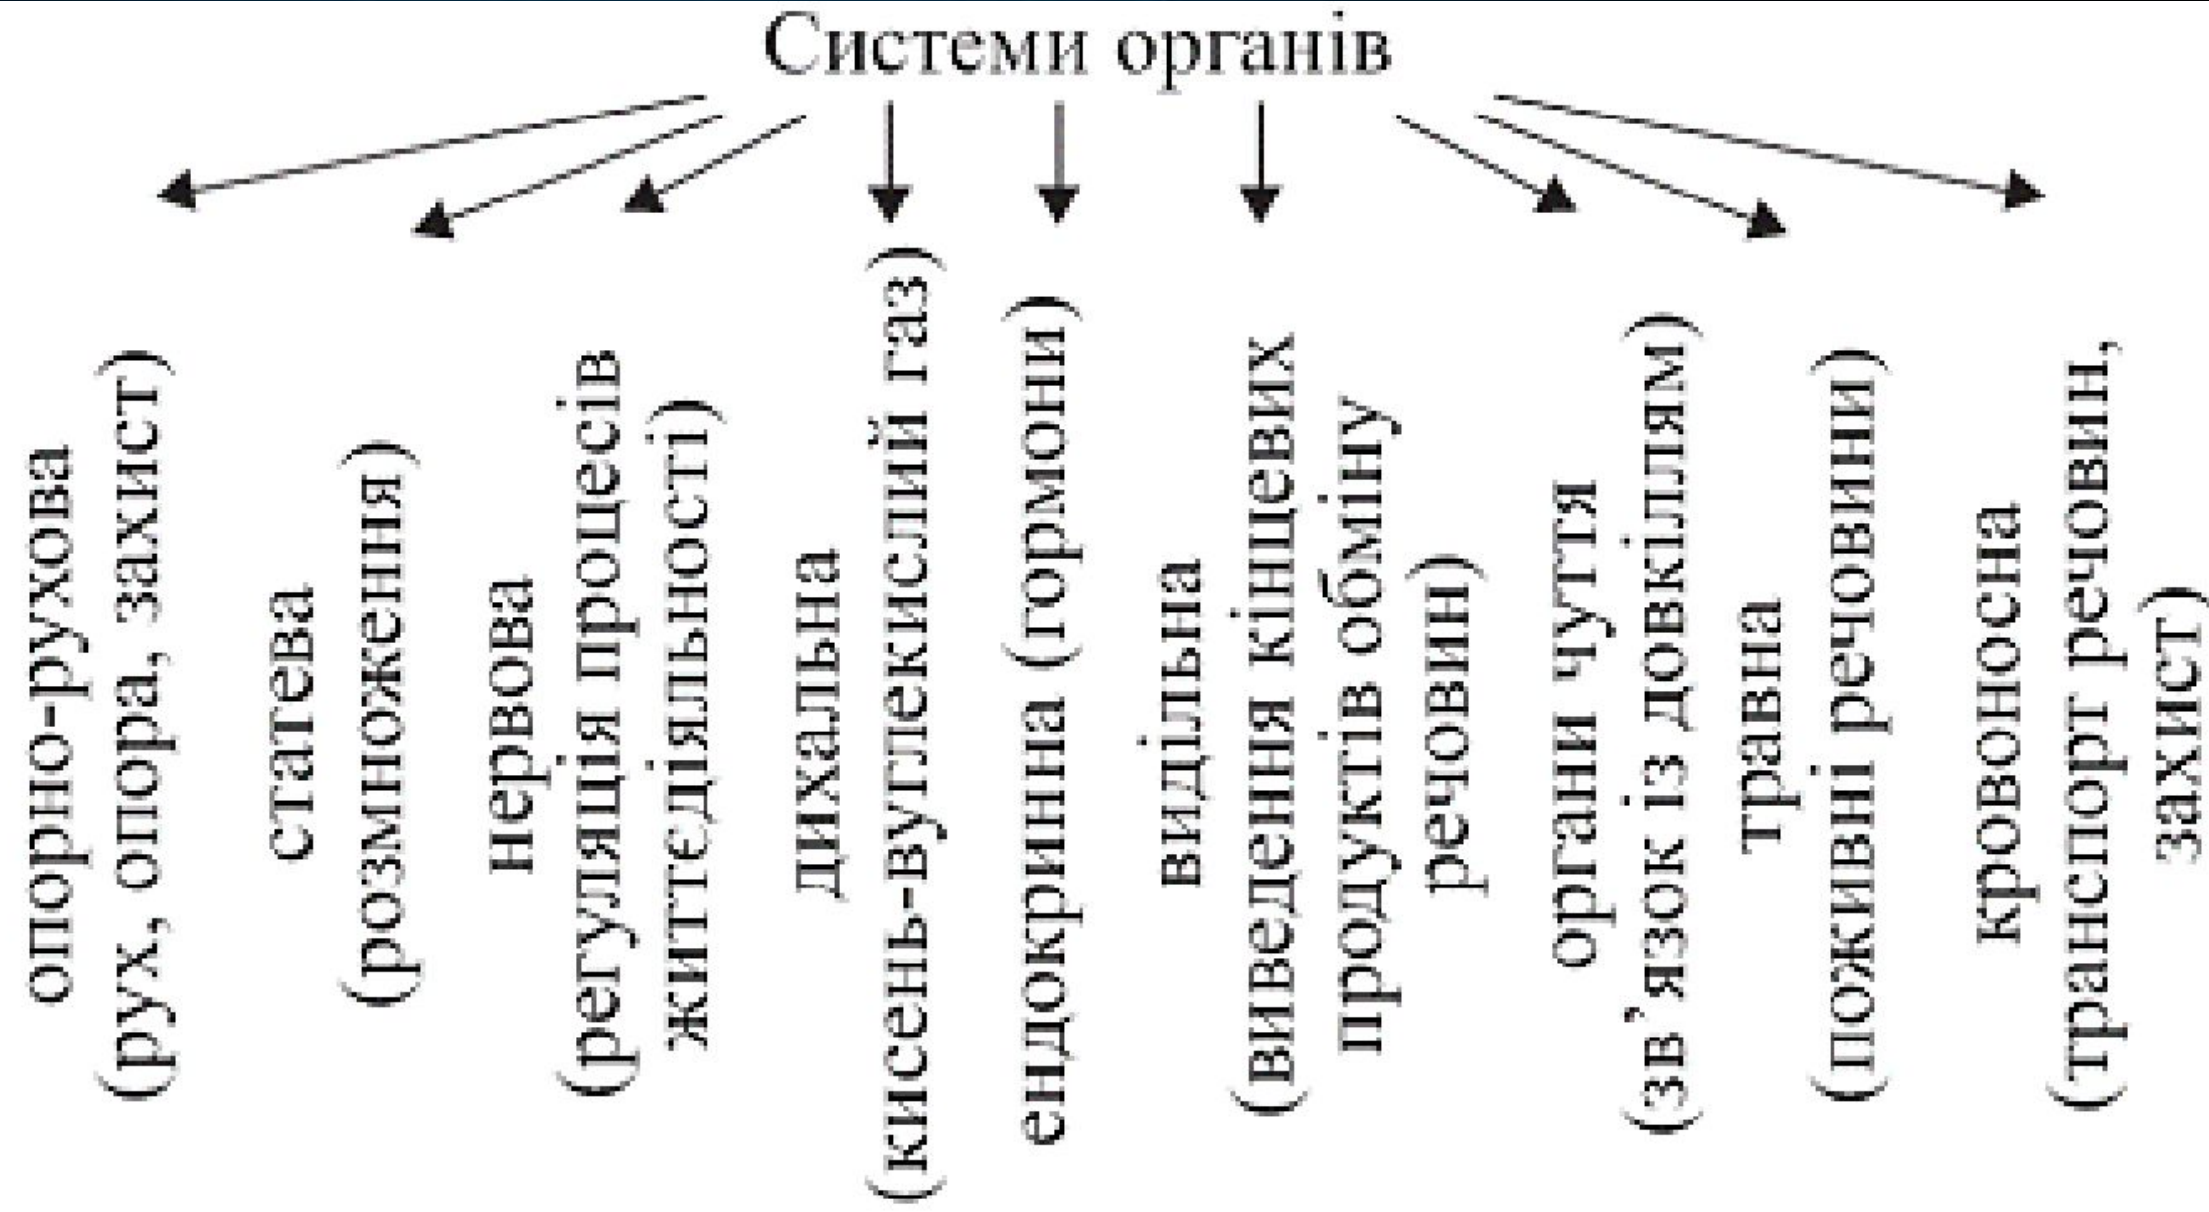 Системи органів
опорно-рухова
(рух, опора, захист)
статева
(розмноження)
нервова
(регуляція процесів
життєдіяльності)
дихальна
(кисень-вуглекислий газ)
ендокринна (гормони)
видільна
(виведення кінцевих
продуктів обміну
речовин)
органи чуття
(зв’язок із довкіллям)
травна
(поживні речовини)
кровоносна
(транспорт речовин,
захист)